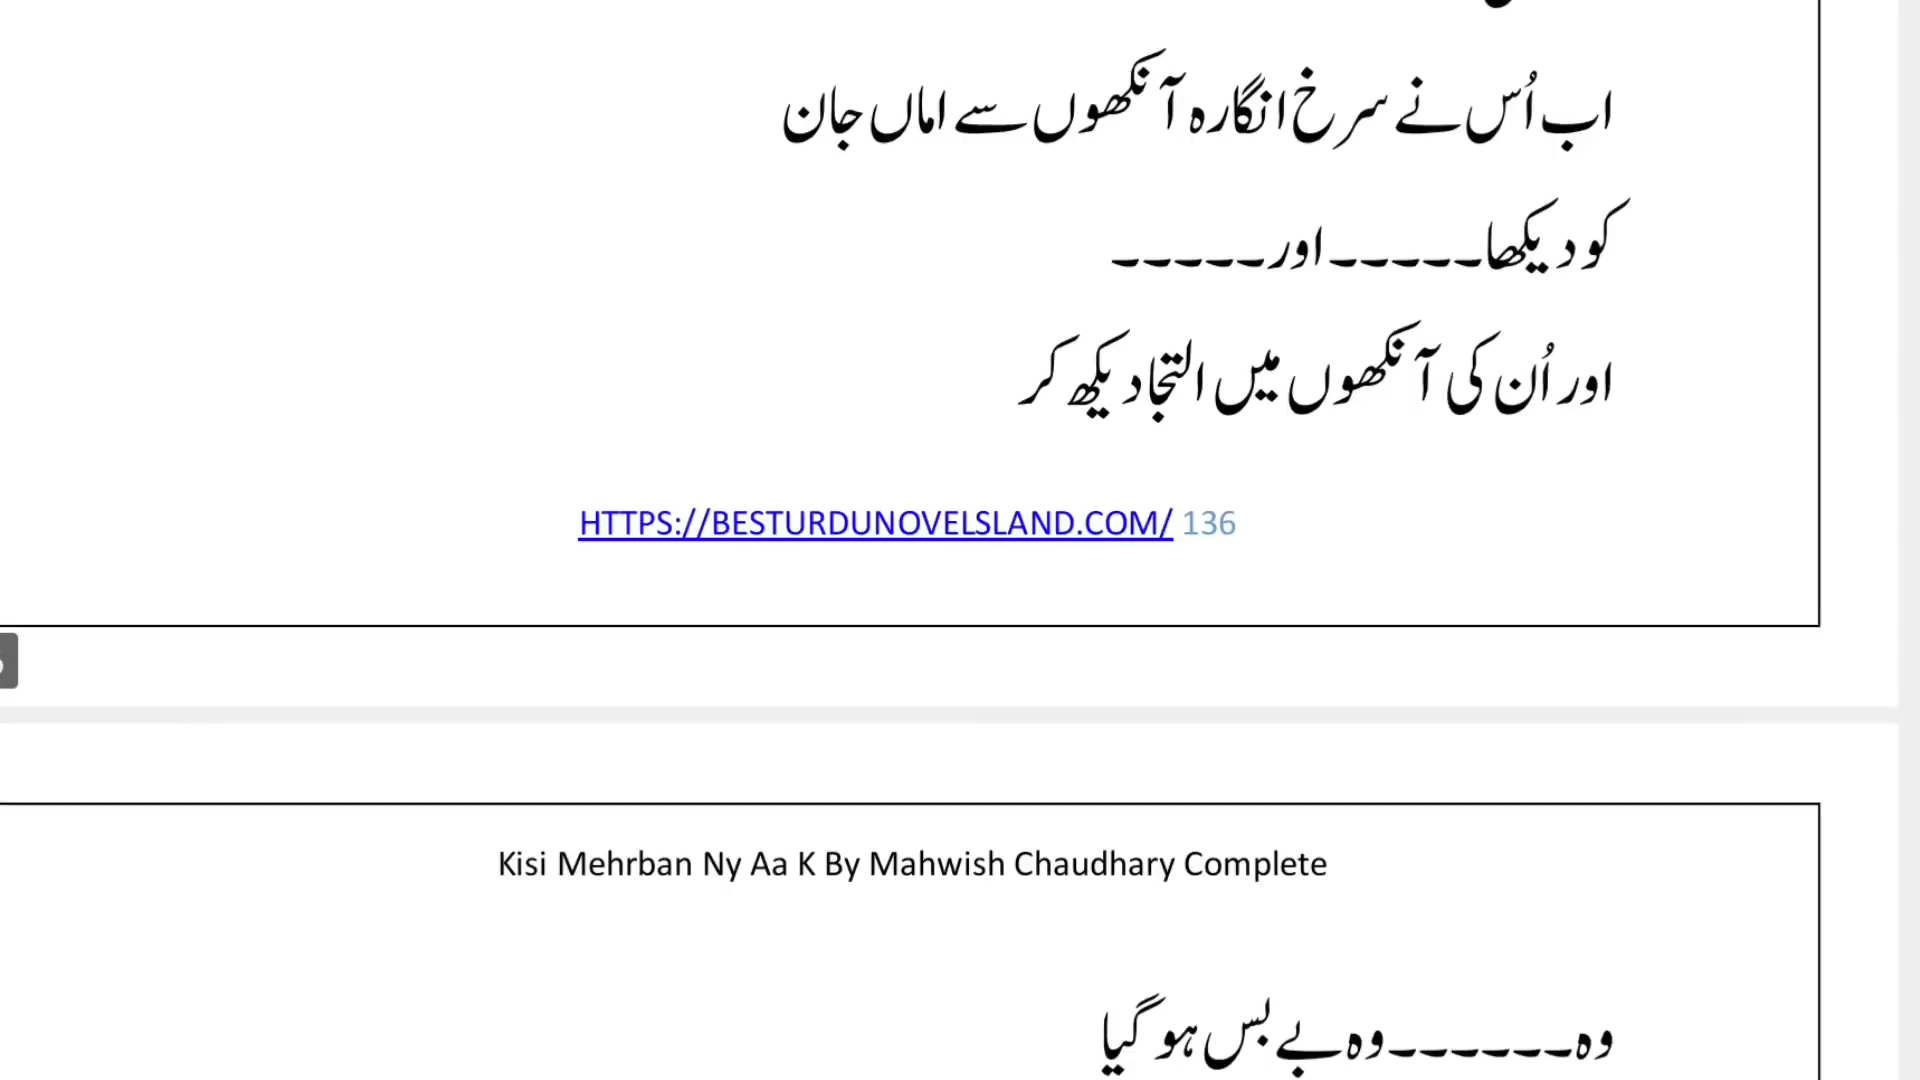 اب اُس نے سرخ انگارہ آنکھوں سے اماں جان
کو دیکھا۔۔۔۔۔اور۔۔۔۔۔
اور اُن کی آنکھوں میں التجا دیکھ کر
HTTPS://BESTURDUNOVELSLAND.COM/ 136
Kisi Mehrban Ny Aa K By Mahwish Chaudhary Complete
وہ۔۔۔۔۔۔وہ بے بس ہو گیا